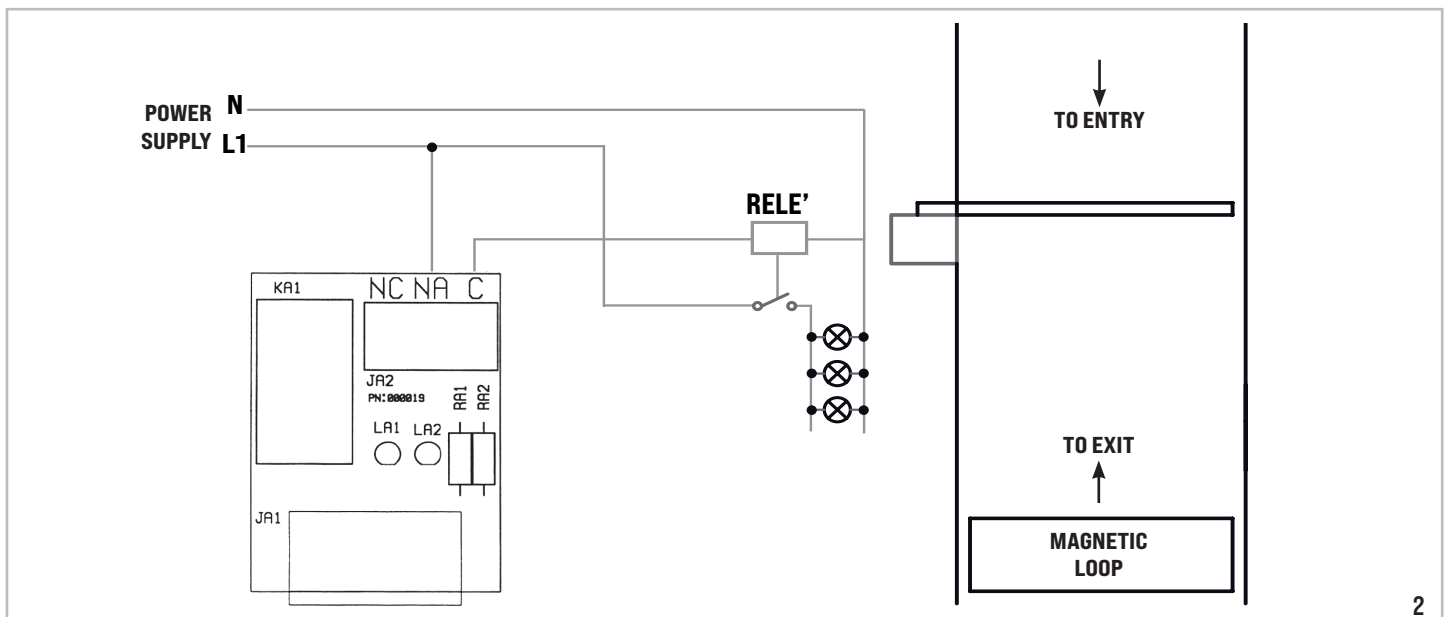 POWER
SUPPLY
N
L1
RELE’
KA1
NC NA C
JA2
PN:000019
RA1
RA2
LA1 LA2
JA1
TO ENTRY
TO EXIT
MAGNETIC
LOOP
2